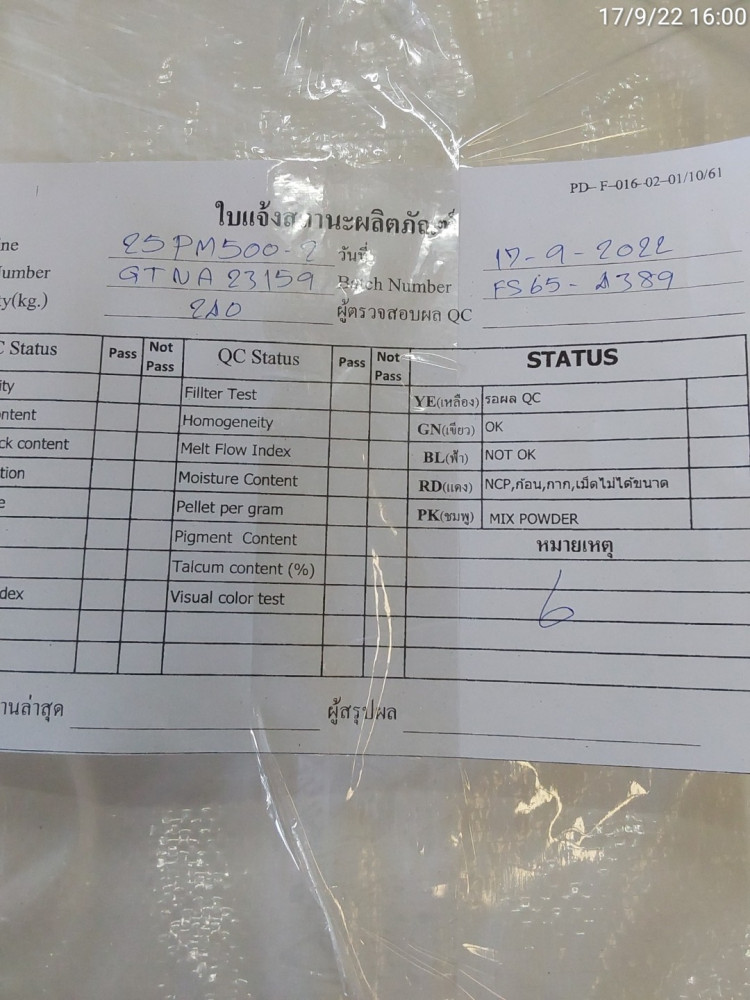 17/9/22 16:00
PD-F-016-02-01/10/61
ใบแจ้งสถานะผลิตภัณฑ์
ine 25PM500-2 วันที่ 17-9-2022
Number GTNA23159 Batch Number FS65-A389
ty(kg.) 240 ผู้ตรวจสอบผล QC
C Status Pass Not Pass QC Status Pass Not Pass STATUS
ity Fillter Test YE(เหลือง) รอผล QC
ontent Homogeneity GN(เขียว) OK
ck content Melt Flow Index BL(ฟ้า) NOT OK
tion Moisture Content RD(แดง) NCP,ก้อน,กาก,เม็ดไม่ได้ขนาด
e Pellet per gram PK(ชมพู) MIX POWDER
Pigment Content หมายเหตุ
Talcum content (%)
dex Visual color test 6
านล่าสุด ผู้สรุปผล